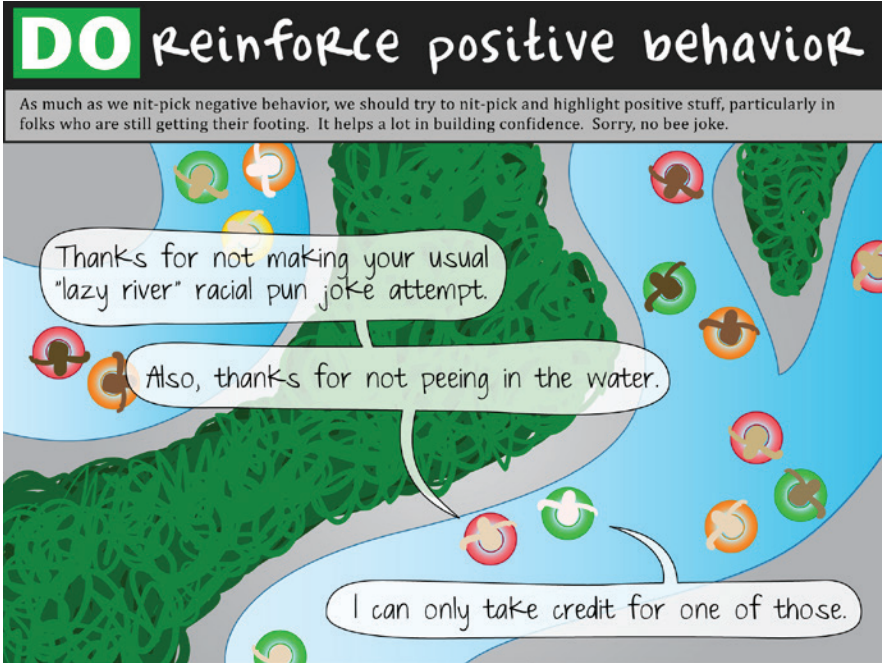 DO Reinforce positive behavior
As much as we nit-pick negative behavior, we should try to nit-pick and highlight positive stuff, particularly in
folks who are still getting their footing.  It helps a lot in building confidence.  Sorry, no bee joke.
Thanks for not making your usual
"lazy river" racial pun joke attempt.
Also, thanks for not peeing in the water.
I can only take credit for one of those.